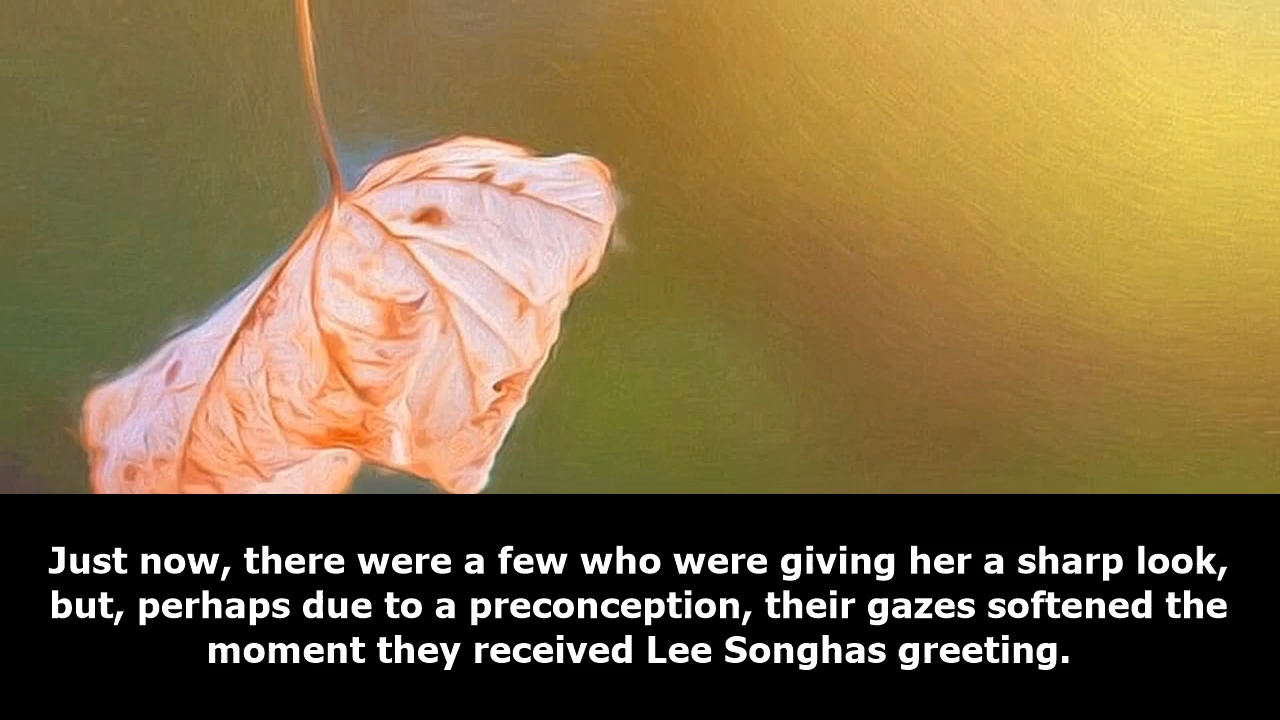 Just now, there were a few who were giving her a sharp look,
but, perhaps due to a preconception, their gazes softened the
moment they received Lee Songhas greeting.